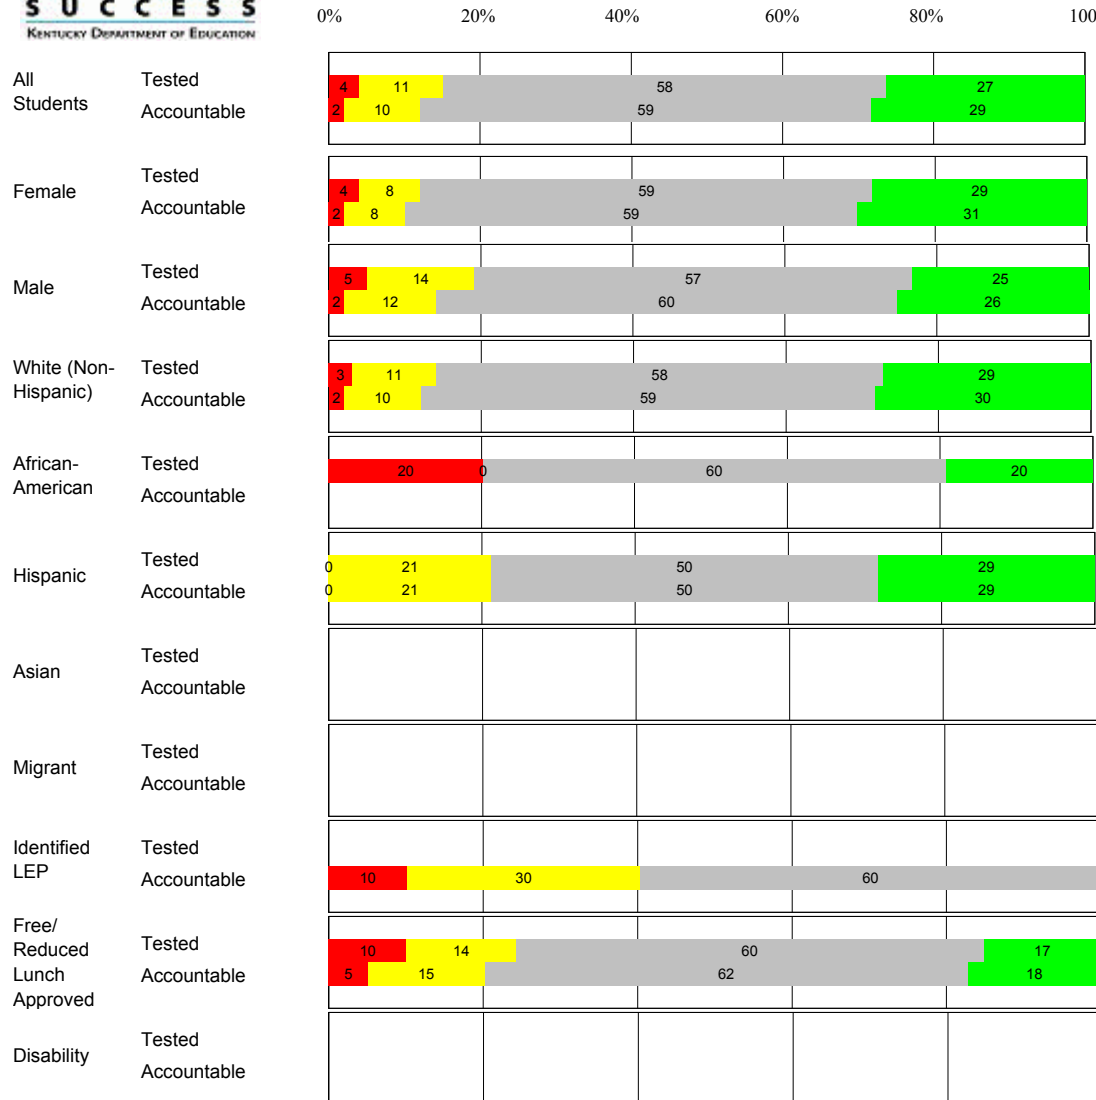 S U C C E S S
KENTUCKY DEPARTMENT OF EDUCATION
0% 20% 40% 60% 80% 100
All Students
Tested 4 11 58 27
Accountable 2 10 59 29
Female
Tested 4 8 59 29
Accountable 2 8 59 31
Male
Tested 5 14 57 25
Accountable 2 12 60 26
White (Non-
Hispanic)
Tested 3 11 58 29
Accountable 2 10 59 30
African-
American
Tested 20 0 60 20
Accountable
Hispanic
Tested 0 21 50 29
Accountable 0 21 50 29
Asian
Tested
Accountable
Migrant
Tested
Accountable
Identified
LEP
Tested
Accountable 10 30 60
Free/
Reduced
Lunch
Approved
Tested 10 14 60 17
Accountable 5 15 62 18
Disability
Tested
Accountable